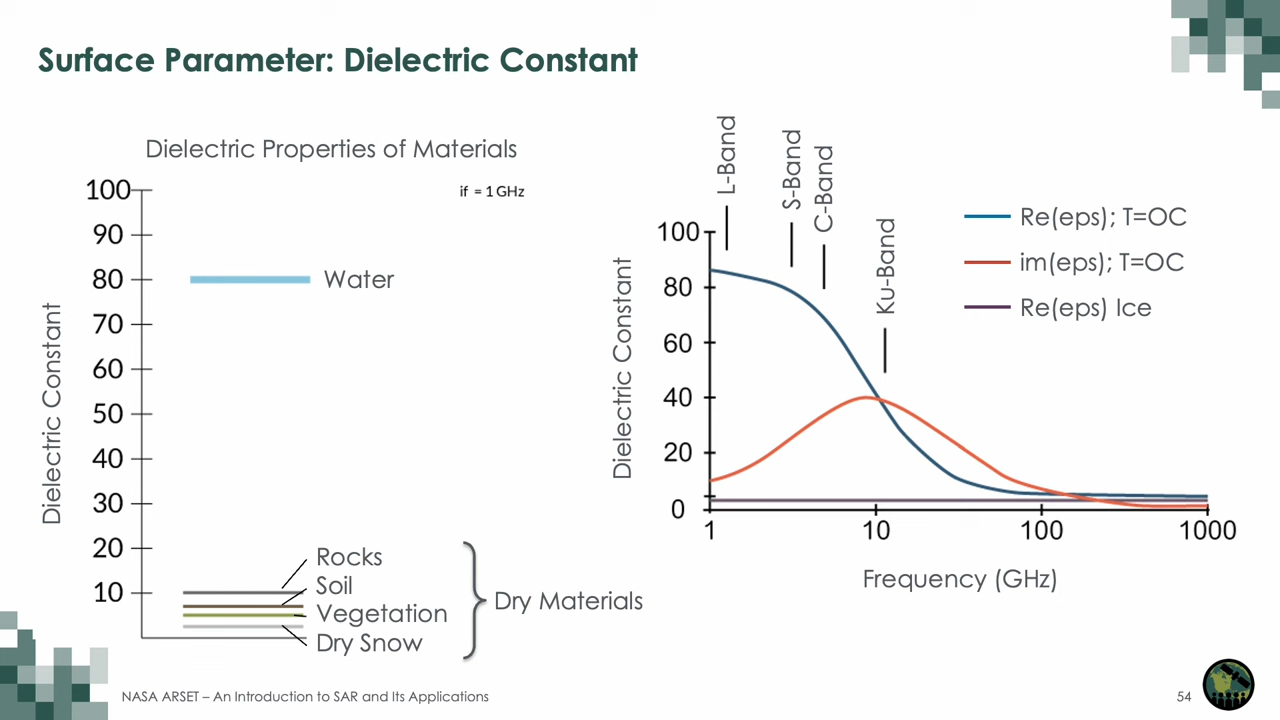 Surface Parameter: Dielectric Constant
Dielectric Properties of Materials
if = 1 GHz
Dielectric Constant
100
90
80
70
60
50
40
30
20
10
Water
Rocks
Soil
Vegetation
Dry Snow
Dry Materials
L-Band
S-Band
C-Band
Ku-Band
Re(eps); T=OC
im(eps); T=OC
Re(eps) Ice
Dielectric Constant
100
80
60
40
20
0
1
10
100
1000
Frequency (GHz)
NASA ARSET – An Introduction to SAR and Its Applications
54